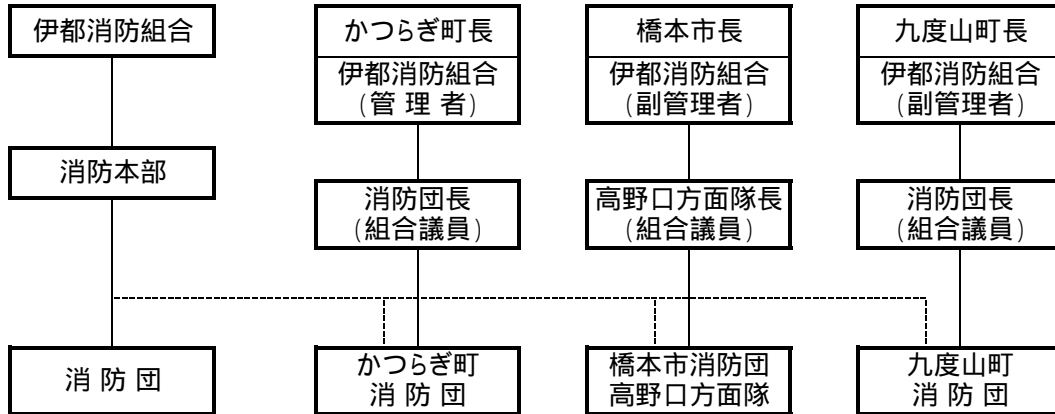 伊都消防組合
かつらぎ町長
橋本市長
九度山町長
伊都消防組合
(管 理 者)
伊都消防組合
(副管理者)
伊都消防組合
(副管理者)
消防本部
消防団長
(組合議員)
高野口方面隊長
(組合議員)
消防団長
(組合議員)
消 防 団
かつらぎ町
消 防 団
橋本市消防団
高野口方面隊
九度山町
消 防 団